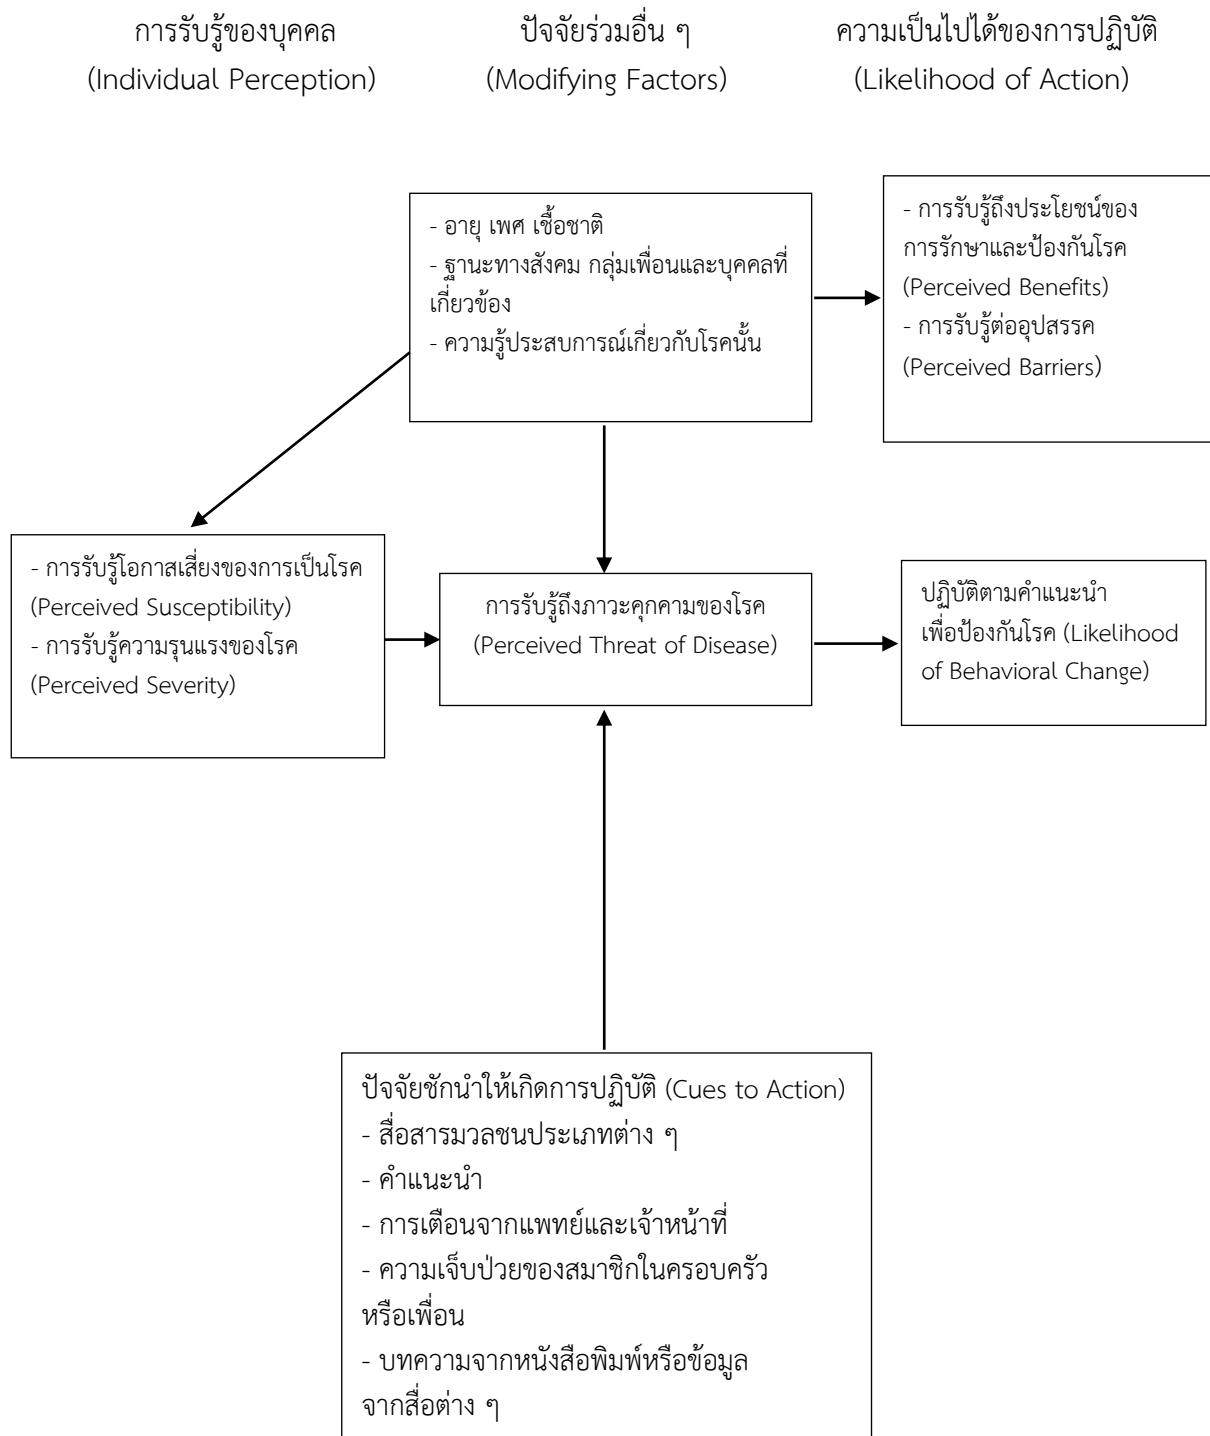 การรับรู้ของบุคคล
(Individual Perception)
ปัจจัยร่วมอื่น ๆ
(Modifying Factors)
ความเป็นไปได้ของการปฏิบัติ
(Likelihood of Action)
- อายุ เพศ เชื้อชาติ
- ฐานะทางสังคม กลุ่มเพื่อนและบุคคลที่
เกี่ยวข้อง
- ความรู้ประสบการณ์เกี่ยวกับโรคนั้น
- การรับรู้ถึงประโยชน์ของ
การรักษาและป้องกันโรค
(Perceived Benefits)
- การรับรู้ต่ออุปสรรค
(Perceived Barriers)
- การรับรู้โอกาสเสี่ยงของการเป็นโรค
(Perceived Susceptibility)
- การรับรู้ความรุนแรงของโรค
(Perceived Severity)
การรับรู้ถึงภาวะคุกคามของโรค
(Perceived Threat of Disease)
ปฏิบัติตามคำแนะนำ
เพื่อป้องกันโรค (Likelihood
of Behavioral Change)
ปัจจัยชักนำให้เกิดการปฏิบัติ (Cues to Action)
- สื่อสารมวลชนประเภทต่าง ๆ
- คำแนะนำ
- การเตือนจากแพทย์และเจ้าหน้าที่
- ความเจ็บป่วยของสมาชิกในครอบครัว
หรือเพื่อน
- บทความจากหนังสือพิมพ์หรือข้อมูล
จากสื่อต่าง ๆ